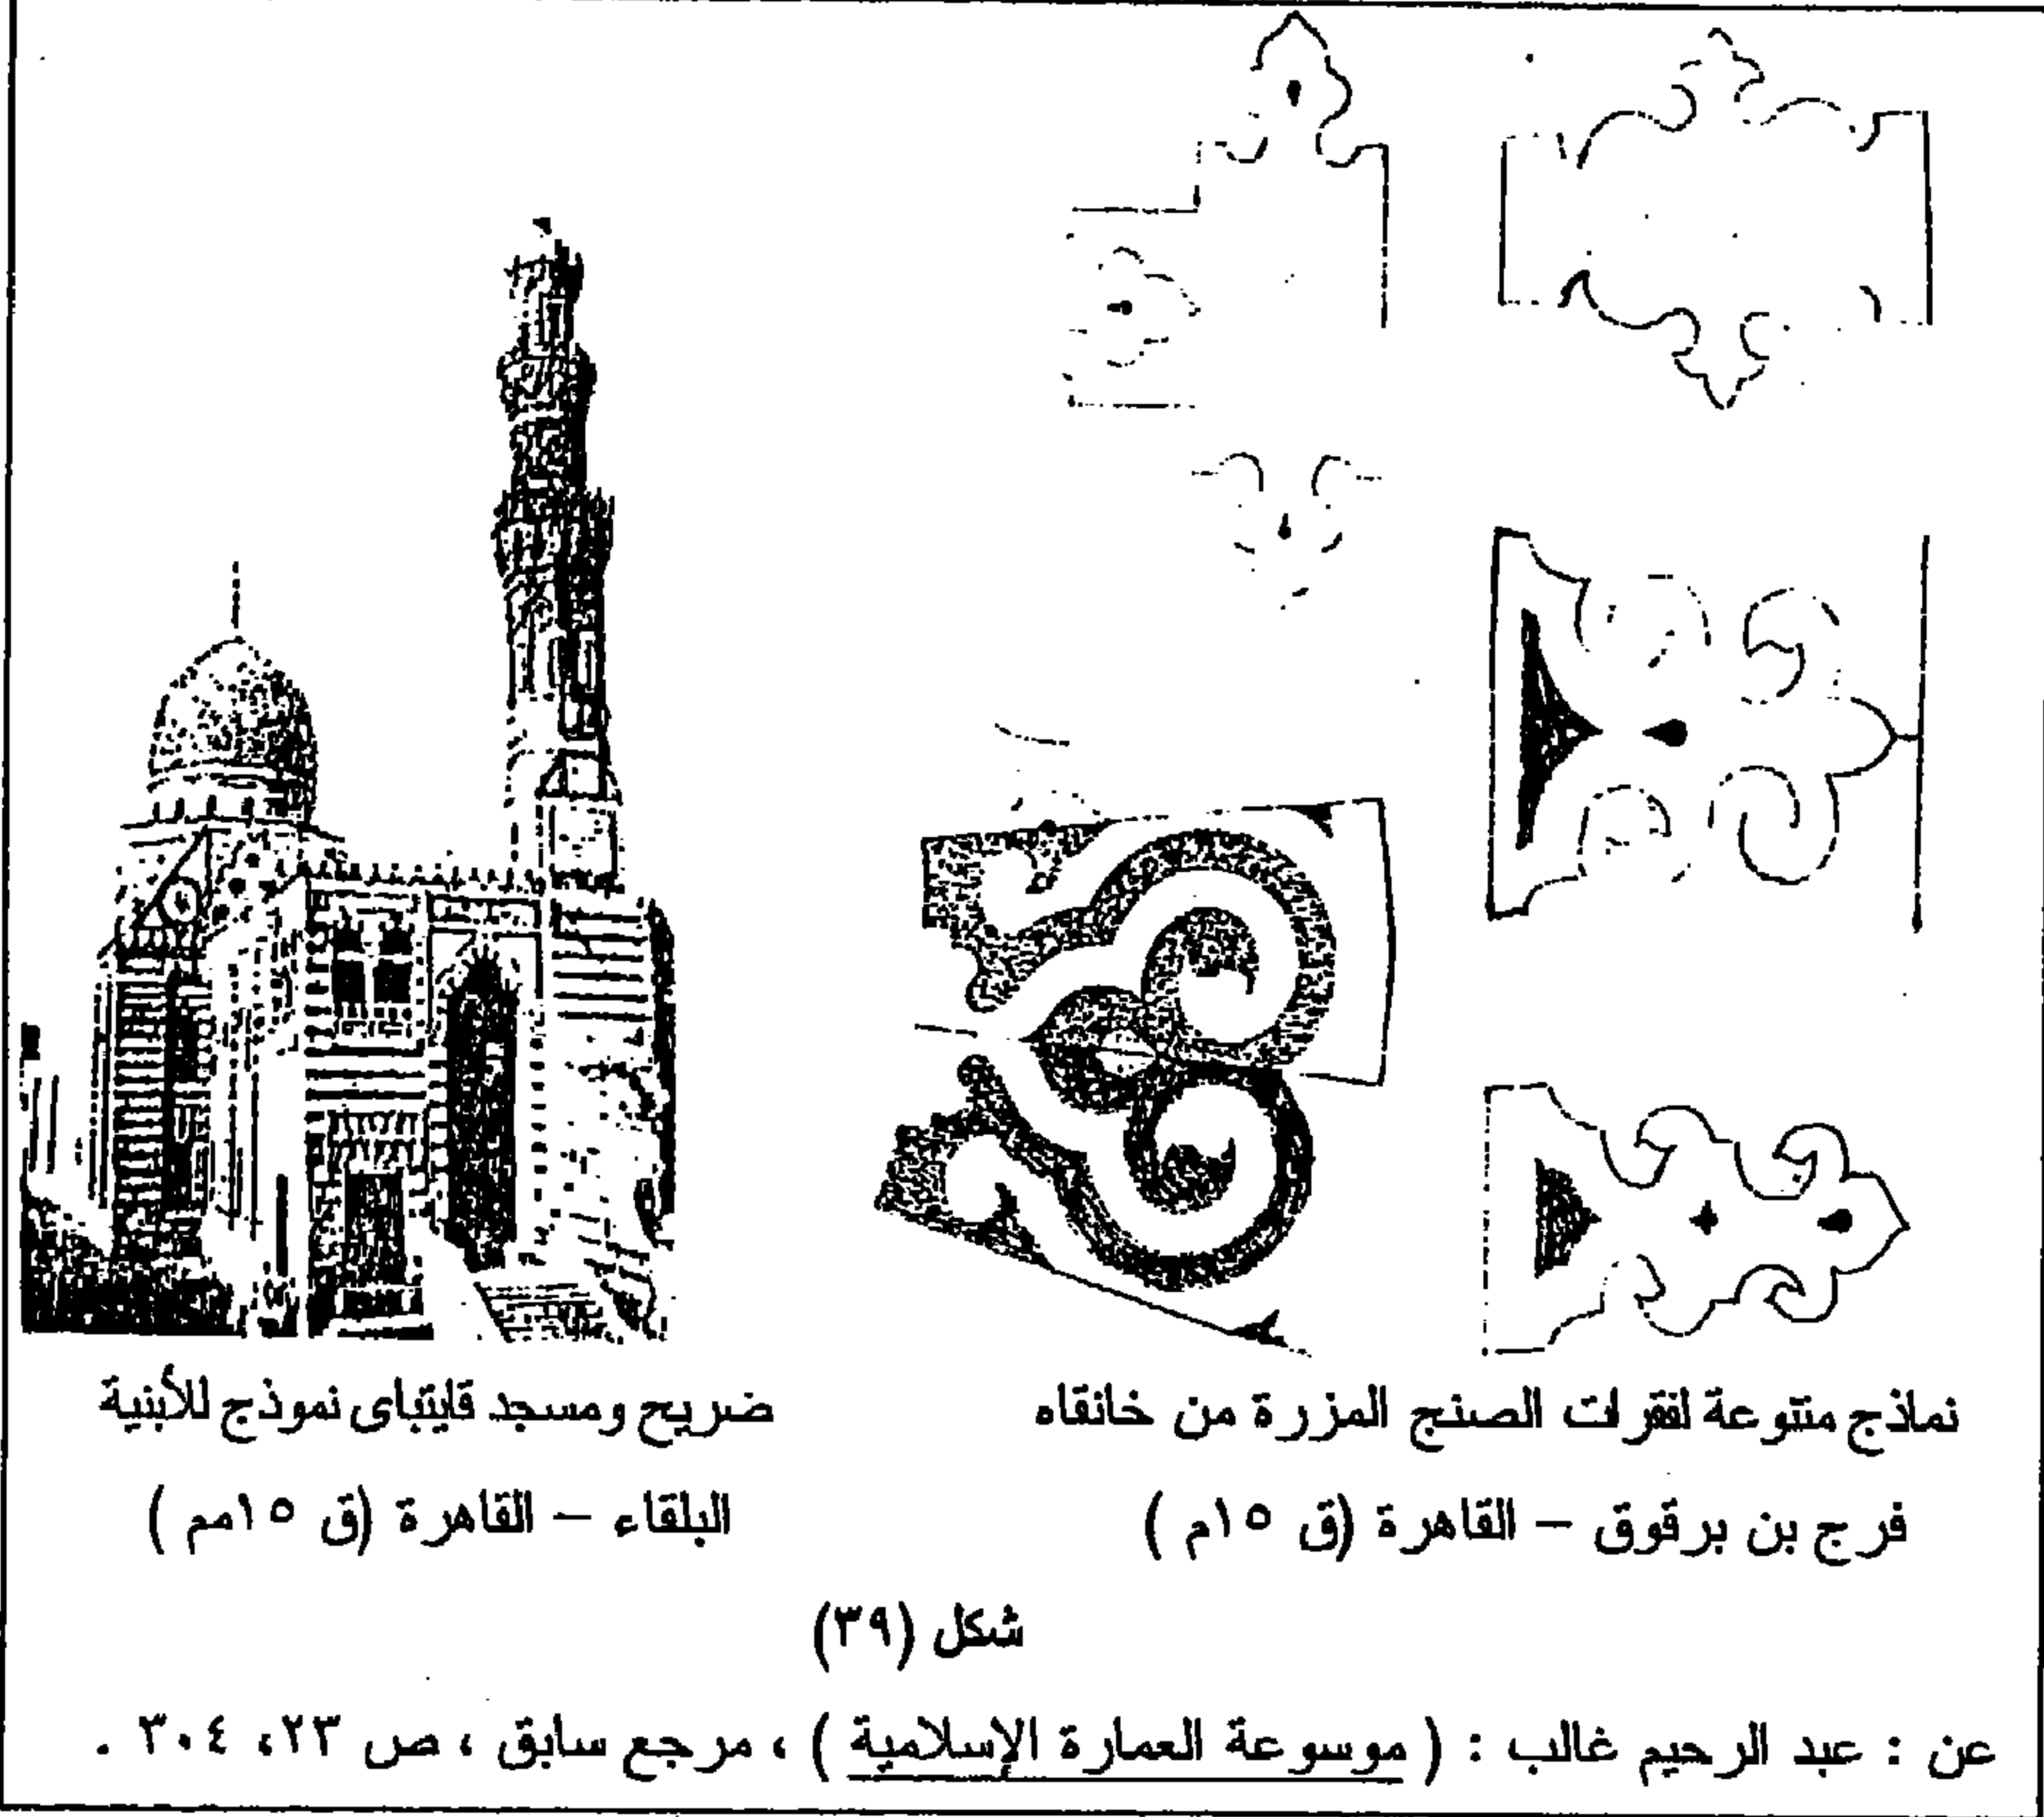 نماذج متنوعة لفقرات الصنج المزررة من خانقاه
فرج بن برقوق – القاهرة (ق ١٥م )
ضريح ومسجد قايتباى نموذج للأبنية
البلقاء – القاهرة (ق ١٥مم )
شكل (٣٩)
عن : عبد الرحيم غالب : ( موسوعة العمارة الإسلامية ) ، مرجع سابق ، ص ٢٣، ٣٠٤ .